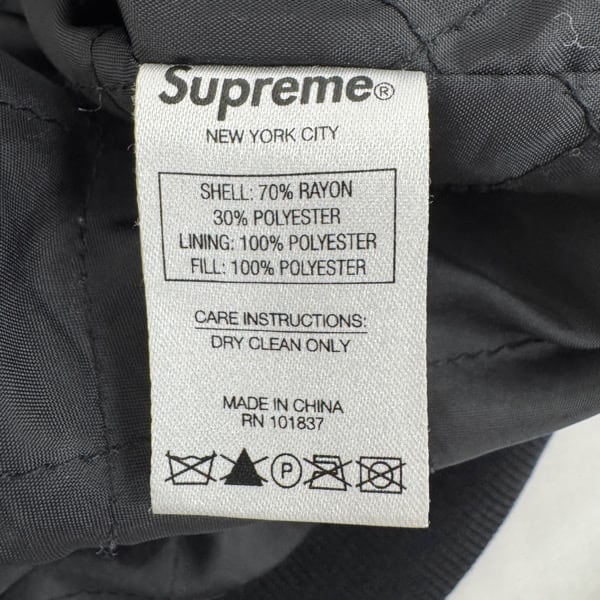 Supreme®
NEW YORK CITY
SHELL: 70% RAYON
30% POLYESTER
LINING: 100% POLYESTER
FILL: 100% POLYESTER
CARE INSTRUCTIONS:
DRY CLEAN ONLY
MADE IN CHINA
RN 101837
P